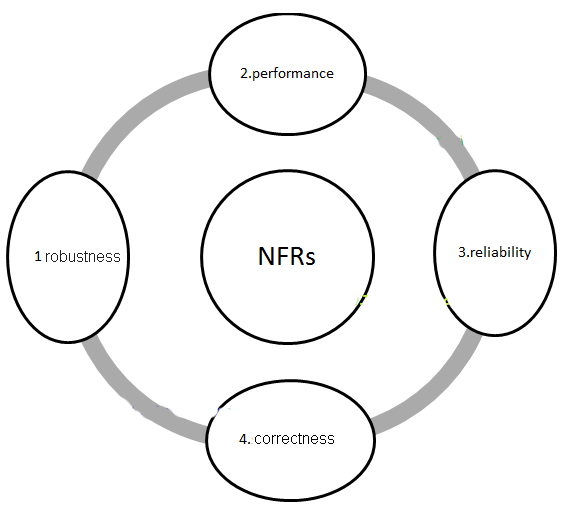 2.performance
1 robustness
NFRs
3.reliability
4. correctness